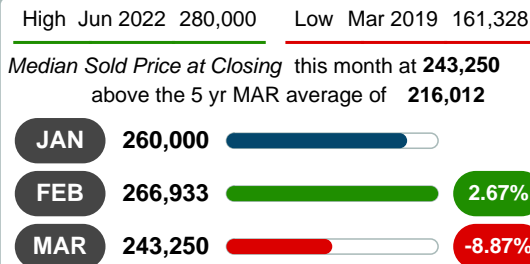 High Jun 2022 280,000 Low Mar 2019 161,328
Median Sold Price at Closing this month at 243,250
above the 5 yr MAR average of 216,012
JAN 260,000
FEB 266,933 2.67%
MAR 243,250 -8.87%